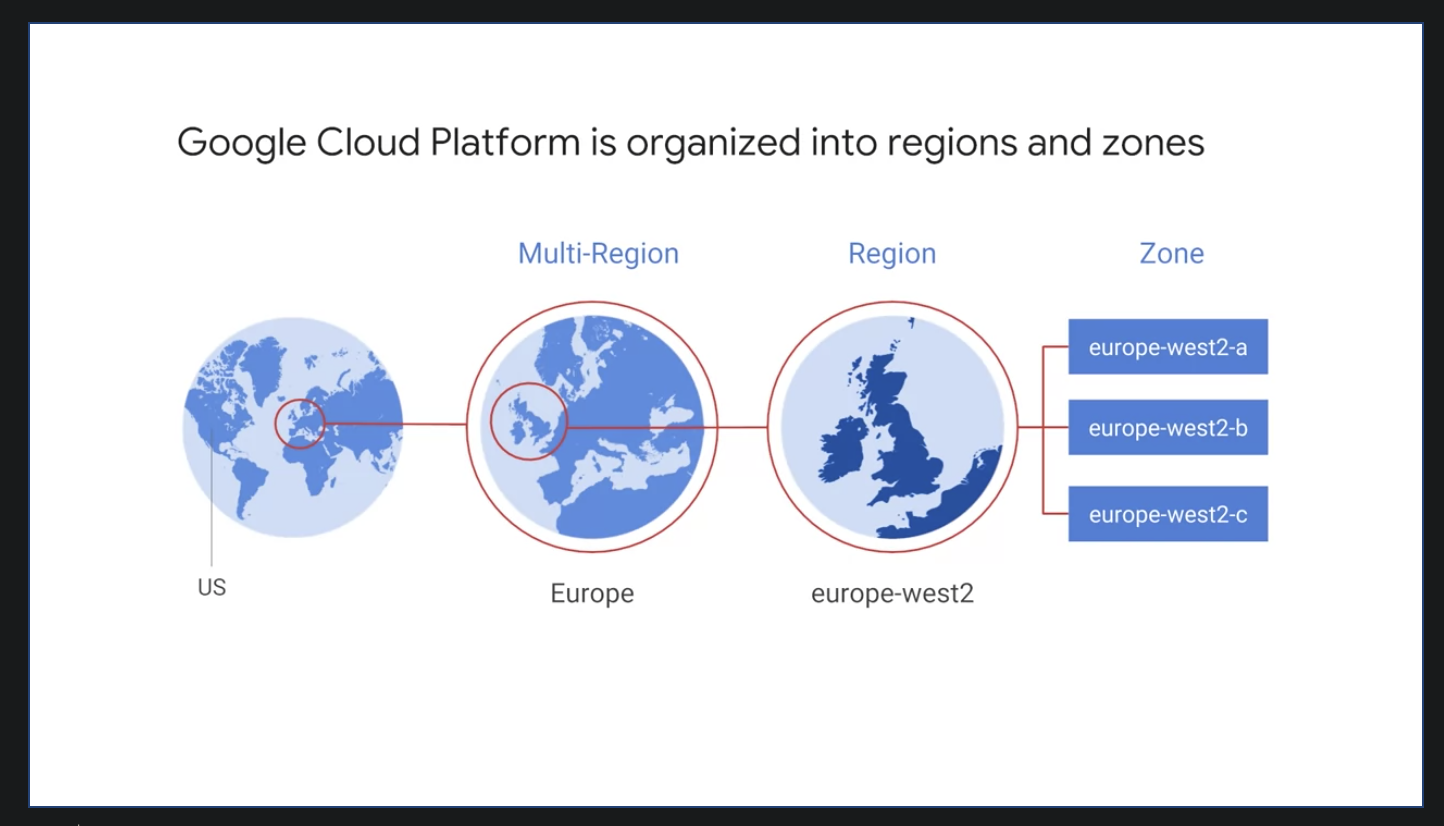 Google Cloud Platform is organized into regions and zones
Multi-Region
Region
Zone
europe-west2-a
europe-west2-b
europe-west2-c
US
Europe
europe-west2